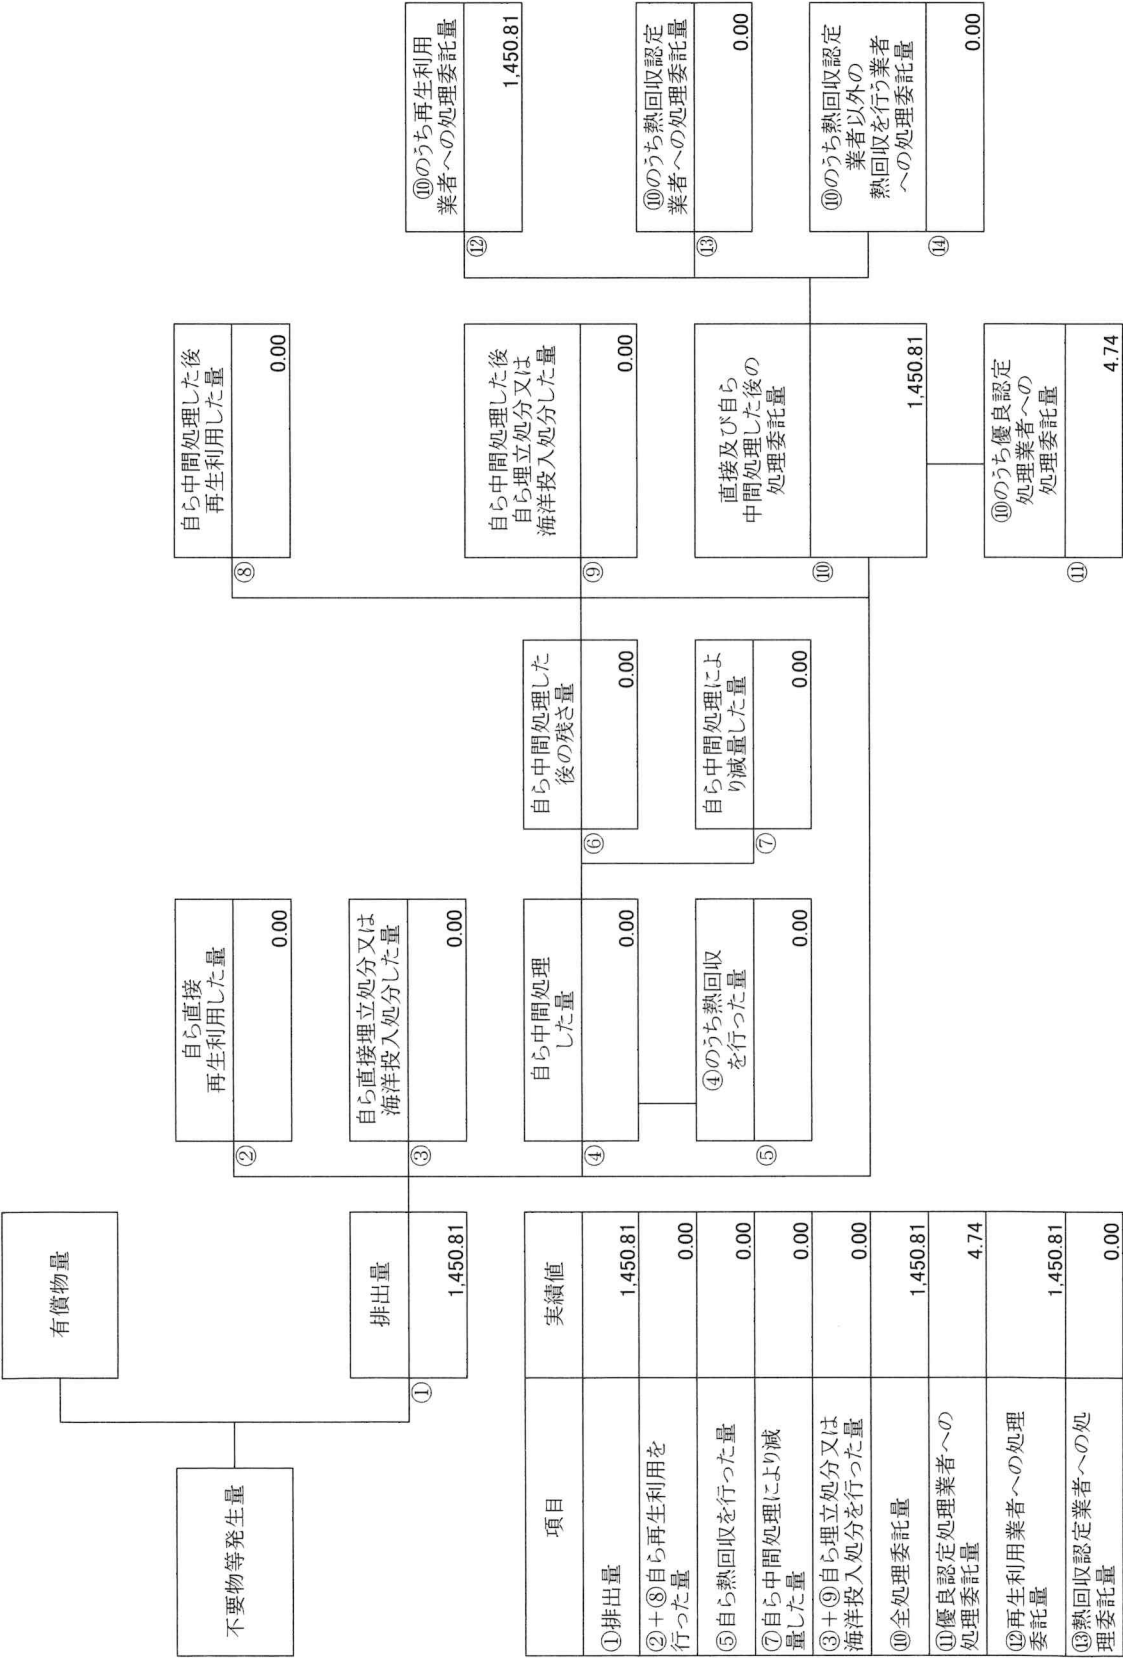 不要物等発生量
有償物量
①
排出量
1,450.81
②
自ら直接
再生利用した量
0.00
③
自ら直接埋立処分又は
海洋投入処分した量
0.00
④
自ら中間処理
した量
0.00
⑤
④のうち熱回収
を行った量
0.00
⑥
自ら中間処理した
後の残さ量
0.00
⑦
自ら中間処理によ
り減量した量
0.00
⑧
自ら中間処理した後
再生利用した量
0.00
⑨
自ら中間処理した後
自ら埋立処分又は
海洋投入処分した量
0.00
⑩
直接及び自ら
中間処理した後の
処理委託量
1,450.81
⑪
⑩のうち優良認定
処理業者への
処理委託量
4.74
⑫
⑩のうち再生利用
業者への処理委託量
1,450.81
⑬
⑩のうち熱回収認定
業者への処理委託量
0.00
⑭
⑩のうち熱回収認定
業者以外の
熱回収を行う業者
への処理委託量
0.00
項目
実績値
①排出量
1,450.81
②+⑧自ら再生利用を
行った量
0.00
⑤自ら熱回収を行った量
0.00
⑦自ら中間処理により減
量した量
0.00
③+⑨自ら埋立処分又は
海洋投入処分を行った量
0.00
⑩全処理委託量
1,450.81
⑪優良認定処理業者への
処理委託量
4.74
⑫再生利用業者への処理
委託量
1,450.81
⑬熱回収認定業者への処
理委託量
0.00